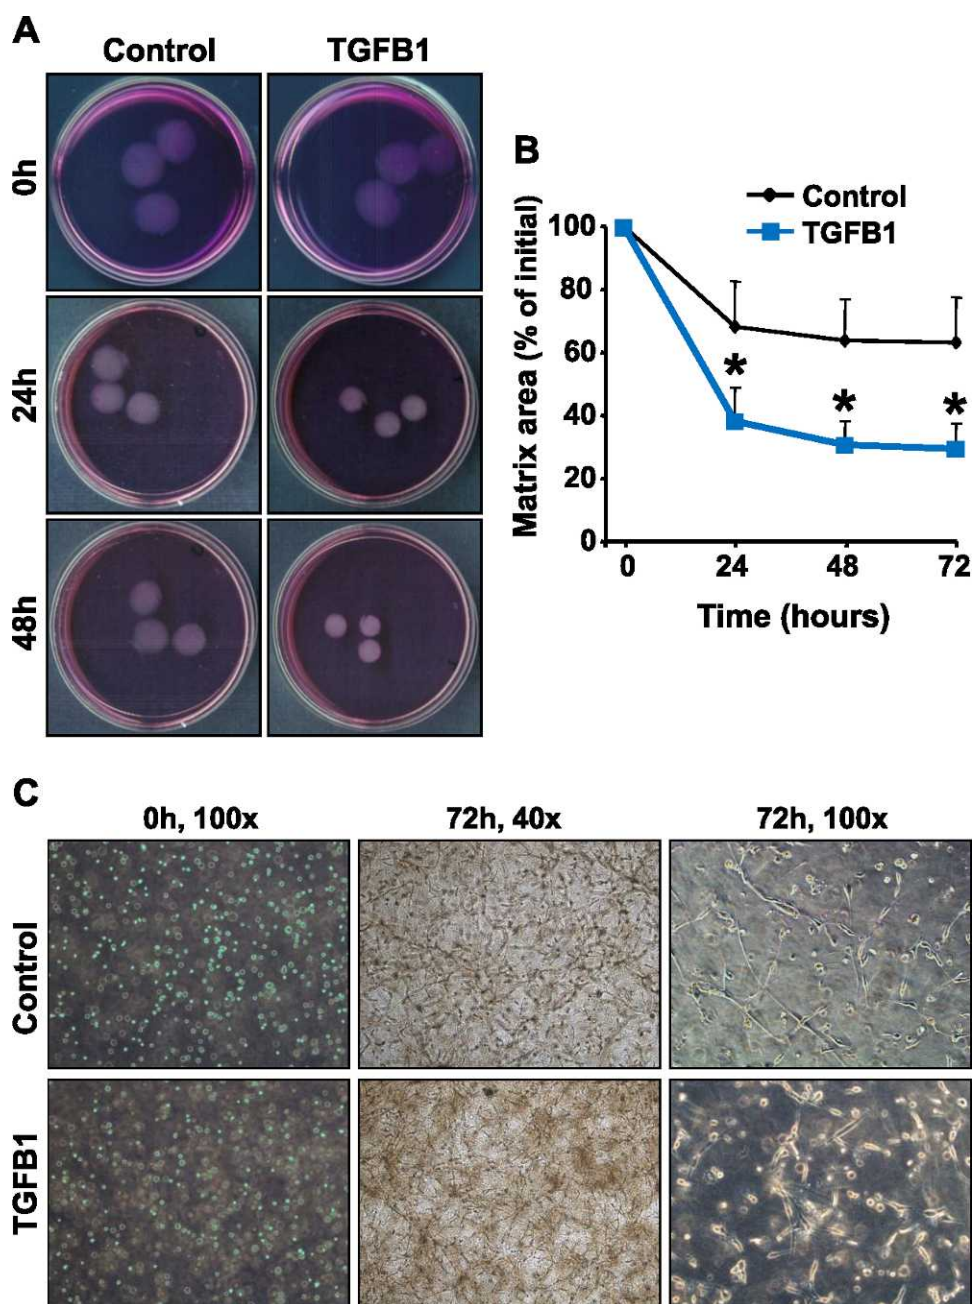 A
Control TGFB1
0h
24h
48h
B
Matrix area (% of initial)
Control
TGFB1
100
80
60
40
20
0
*
*
*
0 24 48 72
Time (hours)
C
0h, 100x 72h, 40x 72h, 100x
Control
TGFB1